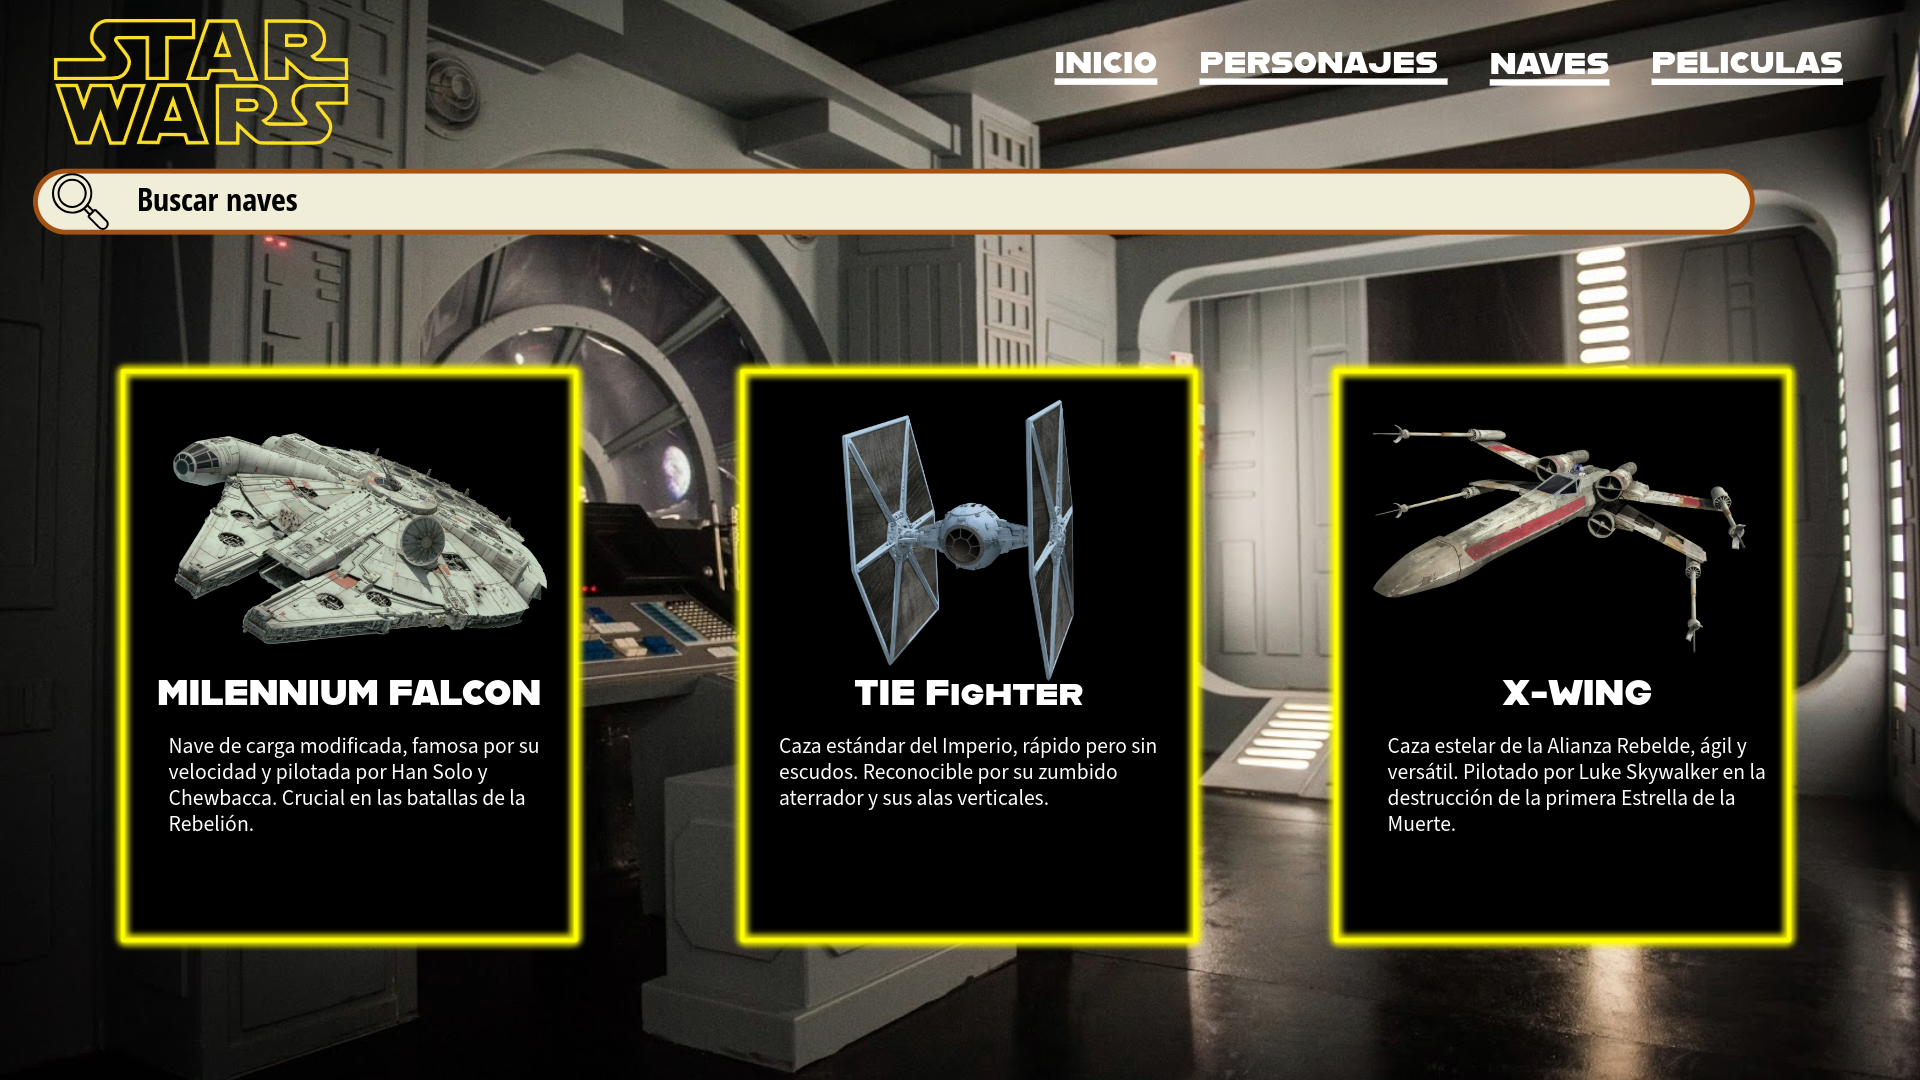 STAR
WARS
INICIO PERSONAJES NAVES PELICULAS
Buscar naves
MILENNIUM FALCON
Nave de carga modificada, famosa por su
velocidad y pilotada por Han Solo y
Chewbacca. Crucial en las batallas de la
Rebelión.
TIE FIGHTER
Caza estándar del Imperio, rápido pero sin
escudos. Reconocible por su zumbido
aterrador y sus alas verticales.
X-WING
Caza estelar de la Alianza Rebelde, ágil y
versátil. Pilotado por Luke Skywalker en la
destrucción de la primera Estrella de la
Muerte.